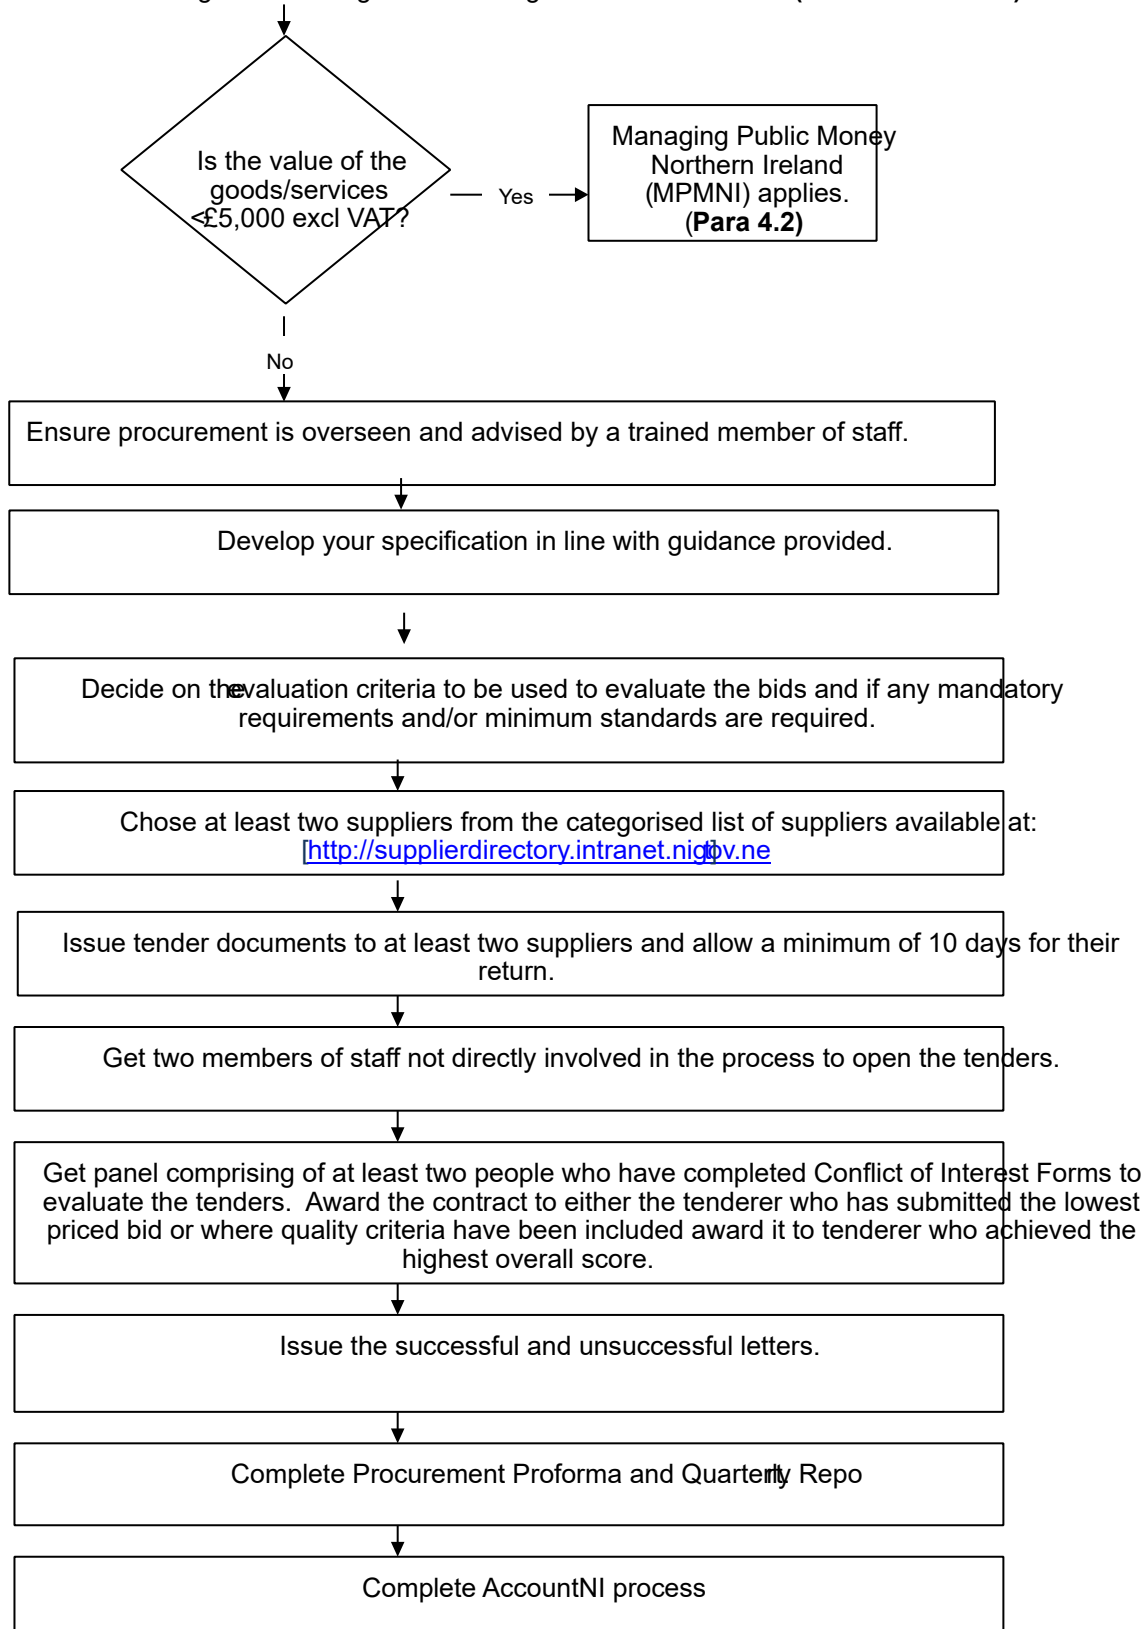 Is the value of the
goods/services
<£5,000 excl VAT?
Yes
Managing Public Money
Northern Ireland
(MPMNI) applies.
(Para 4.2)
No
Ensure procurement is overseen and advised by a trained member of staff.
Develop your specification in line with guidance provided.
Decide on the evaluation criteria to be used to evaluate the bids and if any mandatory
requirements and/or minimum standards are required.
Chose at least two suppliers from the categorised list of suppliers available at:
[http://supplierdirectory.intranet.nigov.net]
Issue tender documents to at least two suppliers and allow a minimum of 10 days for their
return.
Get two members of staff not directly involved in the process to open the tenders.
Get panel comprising of at least two people who have completed Conflict of Interest Forms to
evaluate the tenders.  Award the contract to either the tenderer who has submitted the lowest
priced bid or where quality criteria have been included award it to tenderer who achieved the
highest overall score.
Issue the successful and unsuccessful letters.
Complete Procurement Proforma and Quarterly Report.
Complete AccountNI process